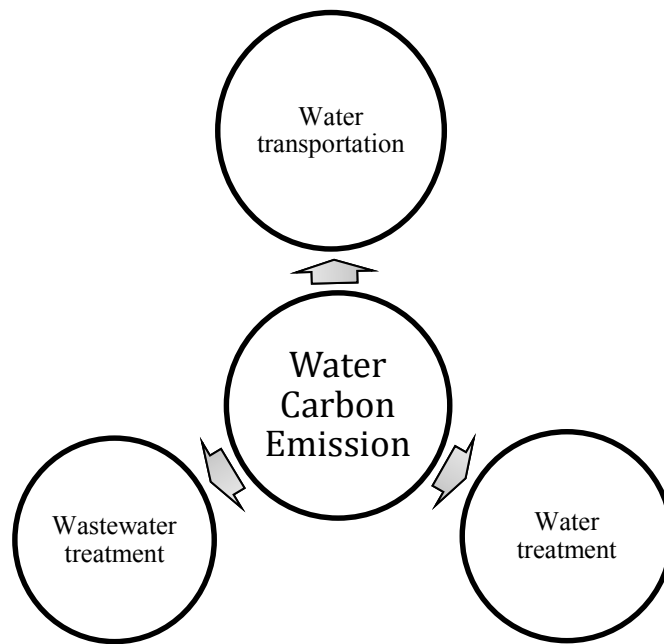 Water
transportation
Water
Carbon
Emission
Wastewater
treatment
Water
treatment